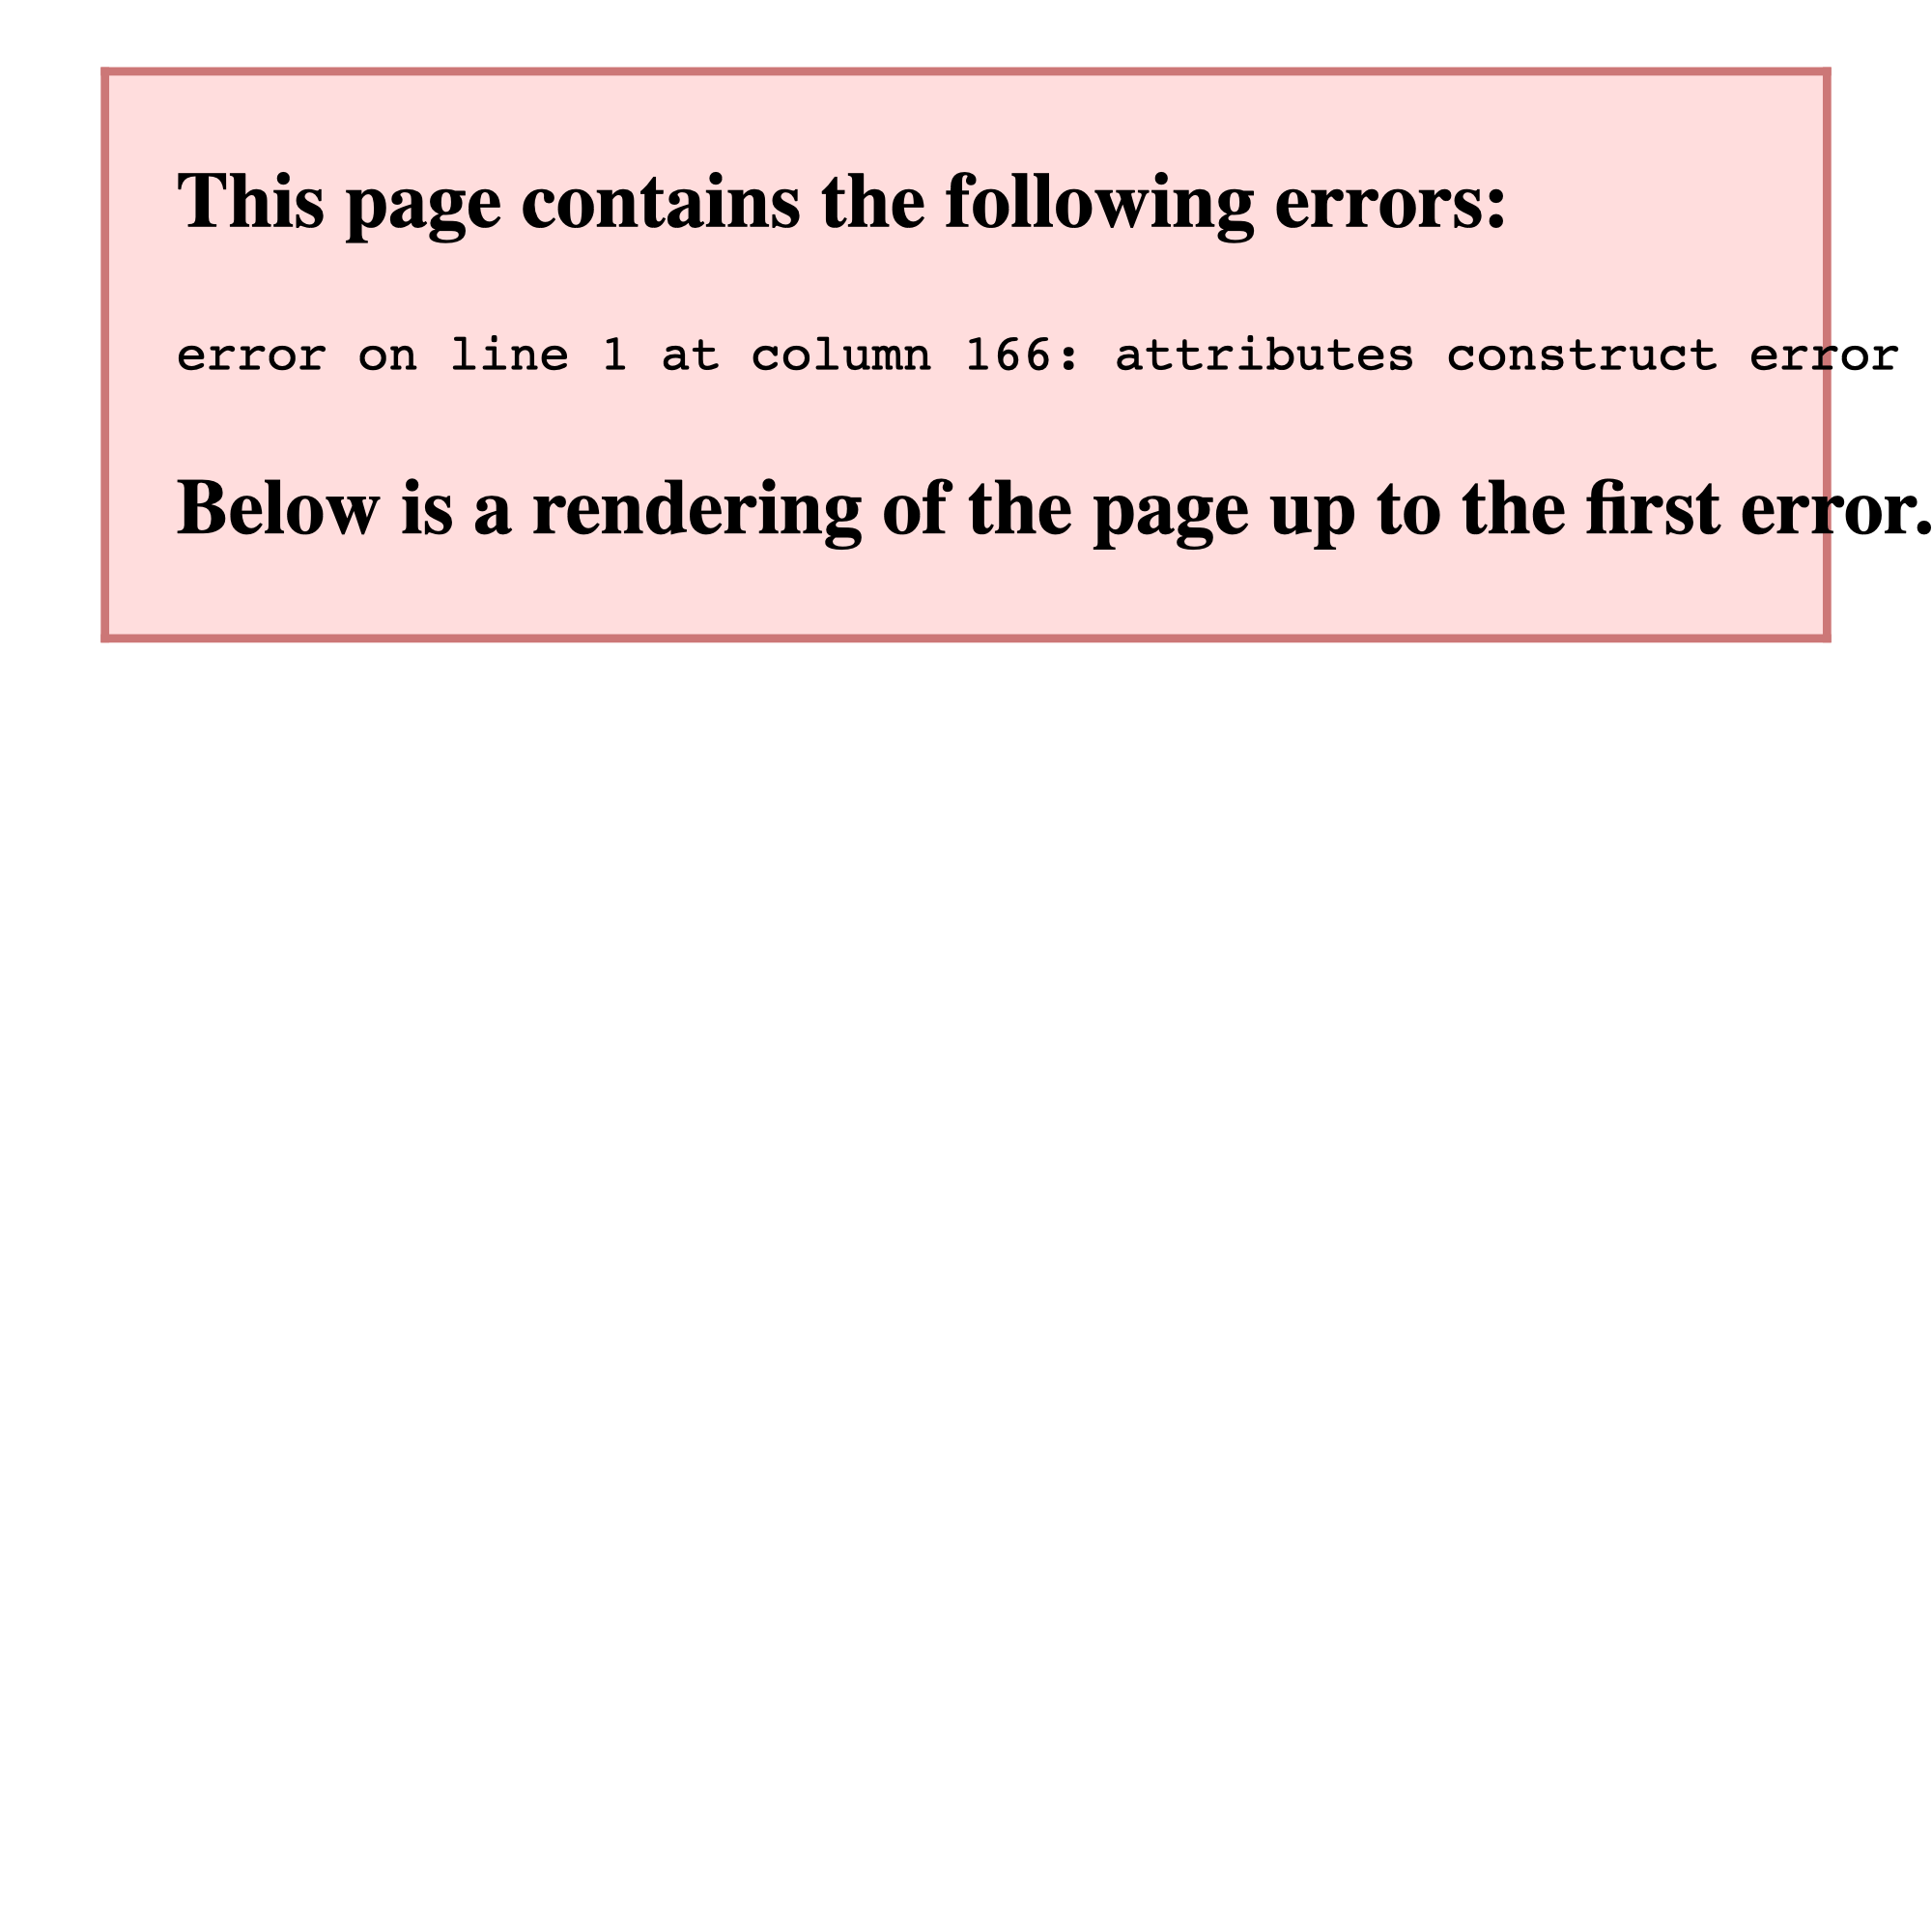 This page contains the following errors:
error on line 1 at column 166: attributes construct error
Below is a rendering of the page up to the first error.